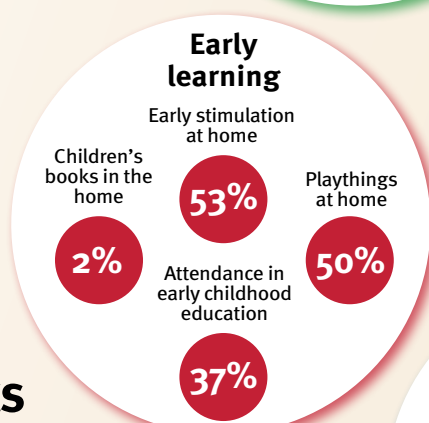 Early
learning
Early stimulation
at home
53%
Children’s
books in the
home
2%
Playthings
at home
50%
Attendance in
early childhood
education
37%